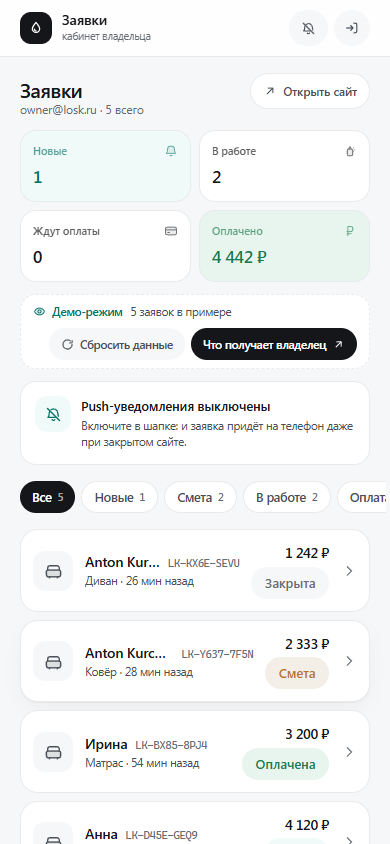 Заявки
кабинет владельца
Заявки
Открыть сайт
owner@losk.ru · 5 всего
Новые
1
В работе
2
Ждут оплаты
0
Оплачено ₽
4 442 ₽
Демо-режим 5 заявок в примере
Сбросить данные
Что получает владелец
Push-уведомления выключены
Включите в шапке: и заявка придёт на телефон даже
при закрытом сайте.
Все 5
Новые 1
Смета 2
В работе 2
Оплата
Anton Kur... LK-KX6E-SEVU
1 242 ₽
Диван · 26 мин назад
Закрыта
Anton Kurc... LK-Y637-7F5N
2 333 ₽
Ковёр · 28 мин назад
Смета
Ирина LK-BX85-8PJ4
3 200 ₽
Матрас · 54 мин назад
Оплачена
Анна LK-D45E-GEQ9
4 120 ₽